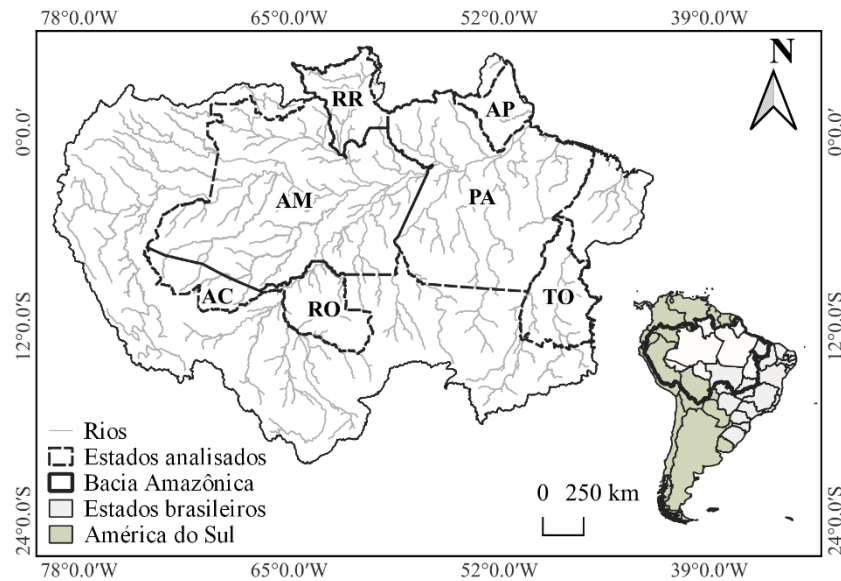 78°0.0'W 65°0.0'W 52°0.0'W 39°0.0'W
N
RR
AP
0°0.0'
0°0.0'
AM
PA
AC
RO
TO
12°0.0'S
12°0.0'S
Rios
Estados analisados
Bacia Amazônica
Estados brasileiros
América do Sul
0 250 km
24°0.0'S
24°0.0'S
78°0.0'W 65°0.0'W 52°0.0'W 39°0.0'W